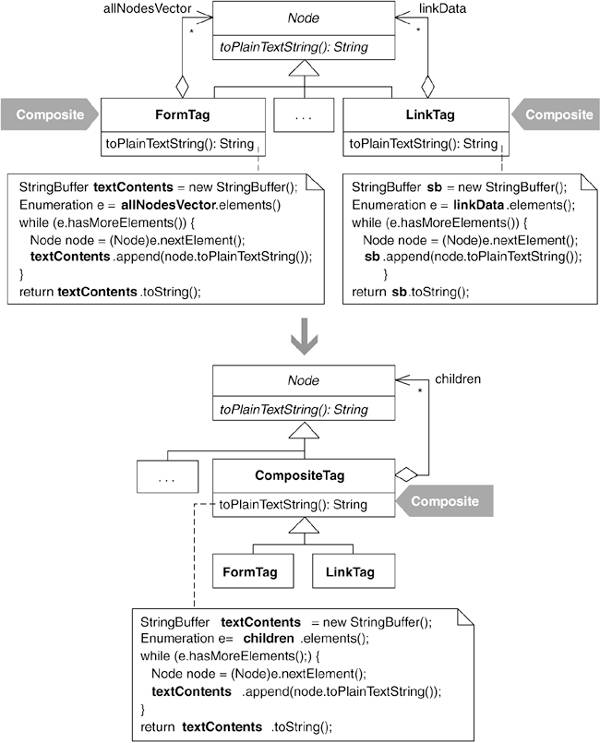 allNodesVector
Node
linkData
*
*
toPlainTextString(): String
Composite
FormTag
. . .
LinkTag
Composite
toPlainTextString(): String
toPlainTextString(): String
StringBuffer textContents = new StringBuffer();
Enumeration e = allNodesVector.elements()
while (e.hasMoreElements()) {
Node node = (Node)e.nextElement();
textContents .append(node.toPlainTextString());
}
return textContents .toString();
StringBuffer sb = new StringBuffer();
Enumeration e = linkData .elements();
while (e.hasMoreElements()) {
Node node = (Node)e.nextElement();
sb .append(node.toPlainTextString());
}
return sb.toString();
Node
children
*
toPlainTextString(): String
. . .
CompositeTag
toPlainTextString(): String
Composite
FormTag
LinkTag
StringBuffer textContents = new StringBuffer();
Enumeration e= children .elements();
while (e.hasMoreElements();) {
Node node = (Node)e.nextElement();
textContents .append(node.toPlainTextString());
}
return textContents .toString();